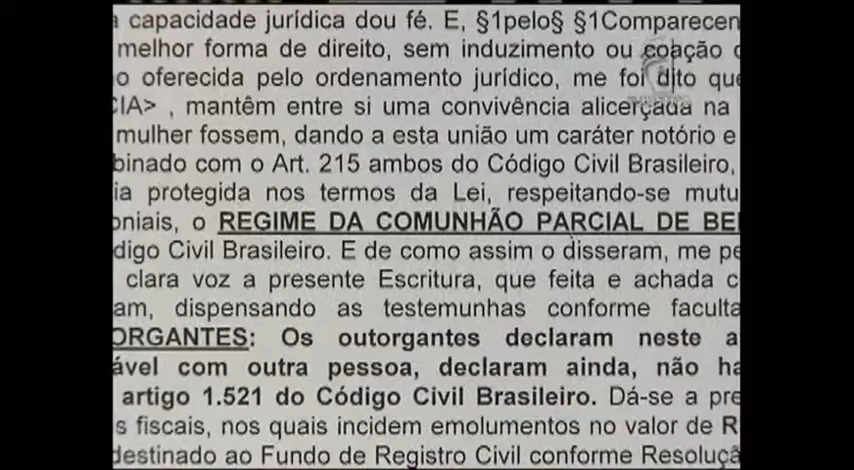 a capacidade jurídica dou fé. E, §1pelo§ §1Comparecen
melhor forma de direito, sem induzimento ou coação
o oferecida pelo ordenamento jurídico, me foi dito que
CIA> , mantêm entre si uma convivência alicerçada na
mulher fossem, dando a esta união um caráter notório e
binado com o Art. 215 ambos do Código Civil Brasileiro,
ia protegida nos termos da Lei, respeitando-se mutu
oniais, o REGIME DA COMUNHÃO PARCIAL DE BE
digo Civil Brasileiro. E de como assim o disseram, me pe
clara voz a presente Escritura, que feita e achada c
am, dispensando as testemunhas conforme faculta
ORGANTES: Os outorgantes declaram neste a
ável com outra pessoa, declaram ainda, não ha
artigo 1.521 do Código Civil Brasileiro. Dá-se a pre
s fiscais, nos quais incidem emolumentos no valor de R
destinado ao Fundo de Registro Civil conforme Resoluçã